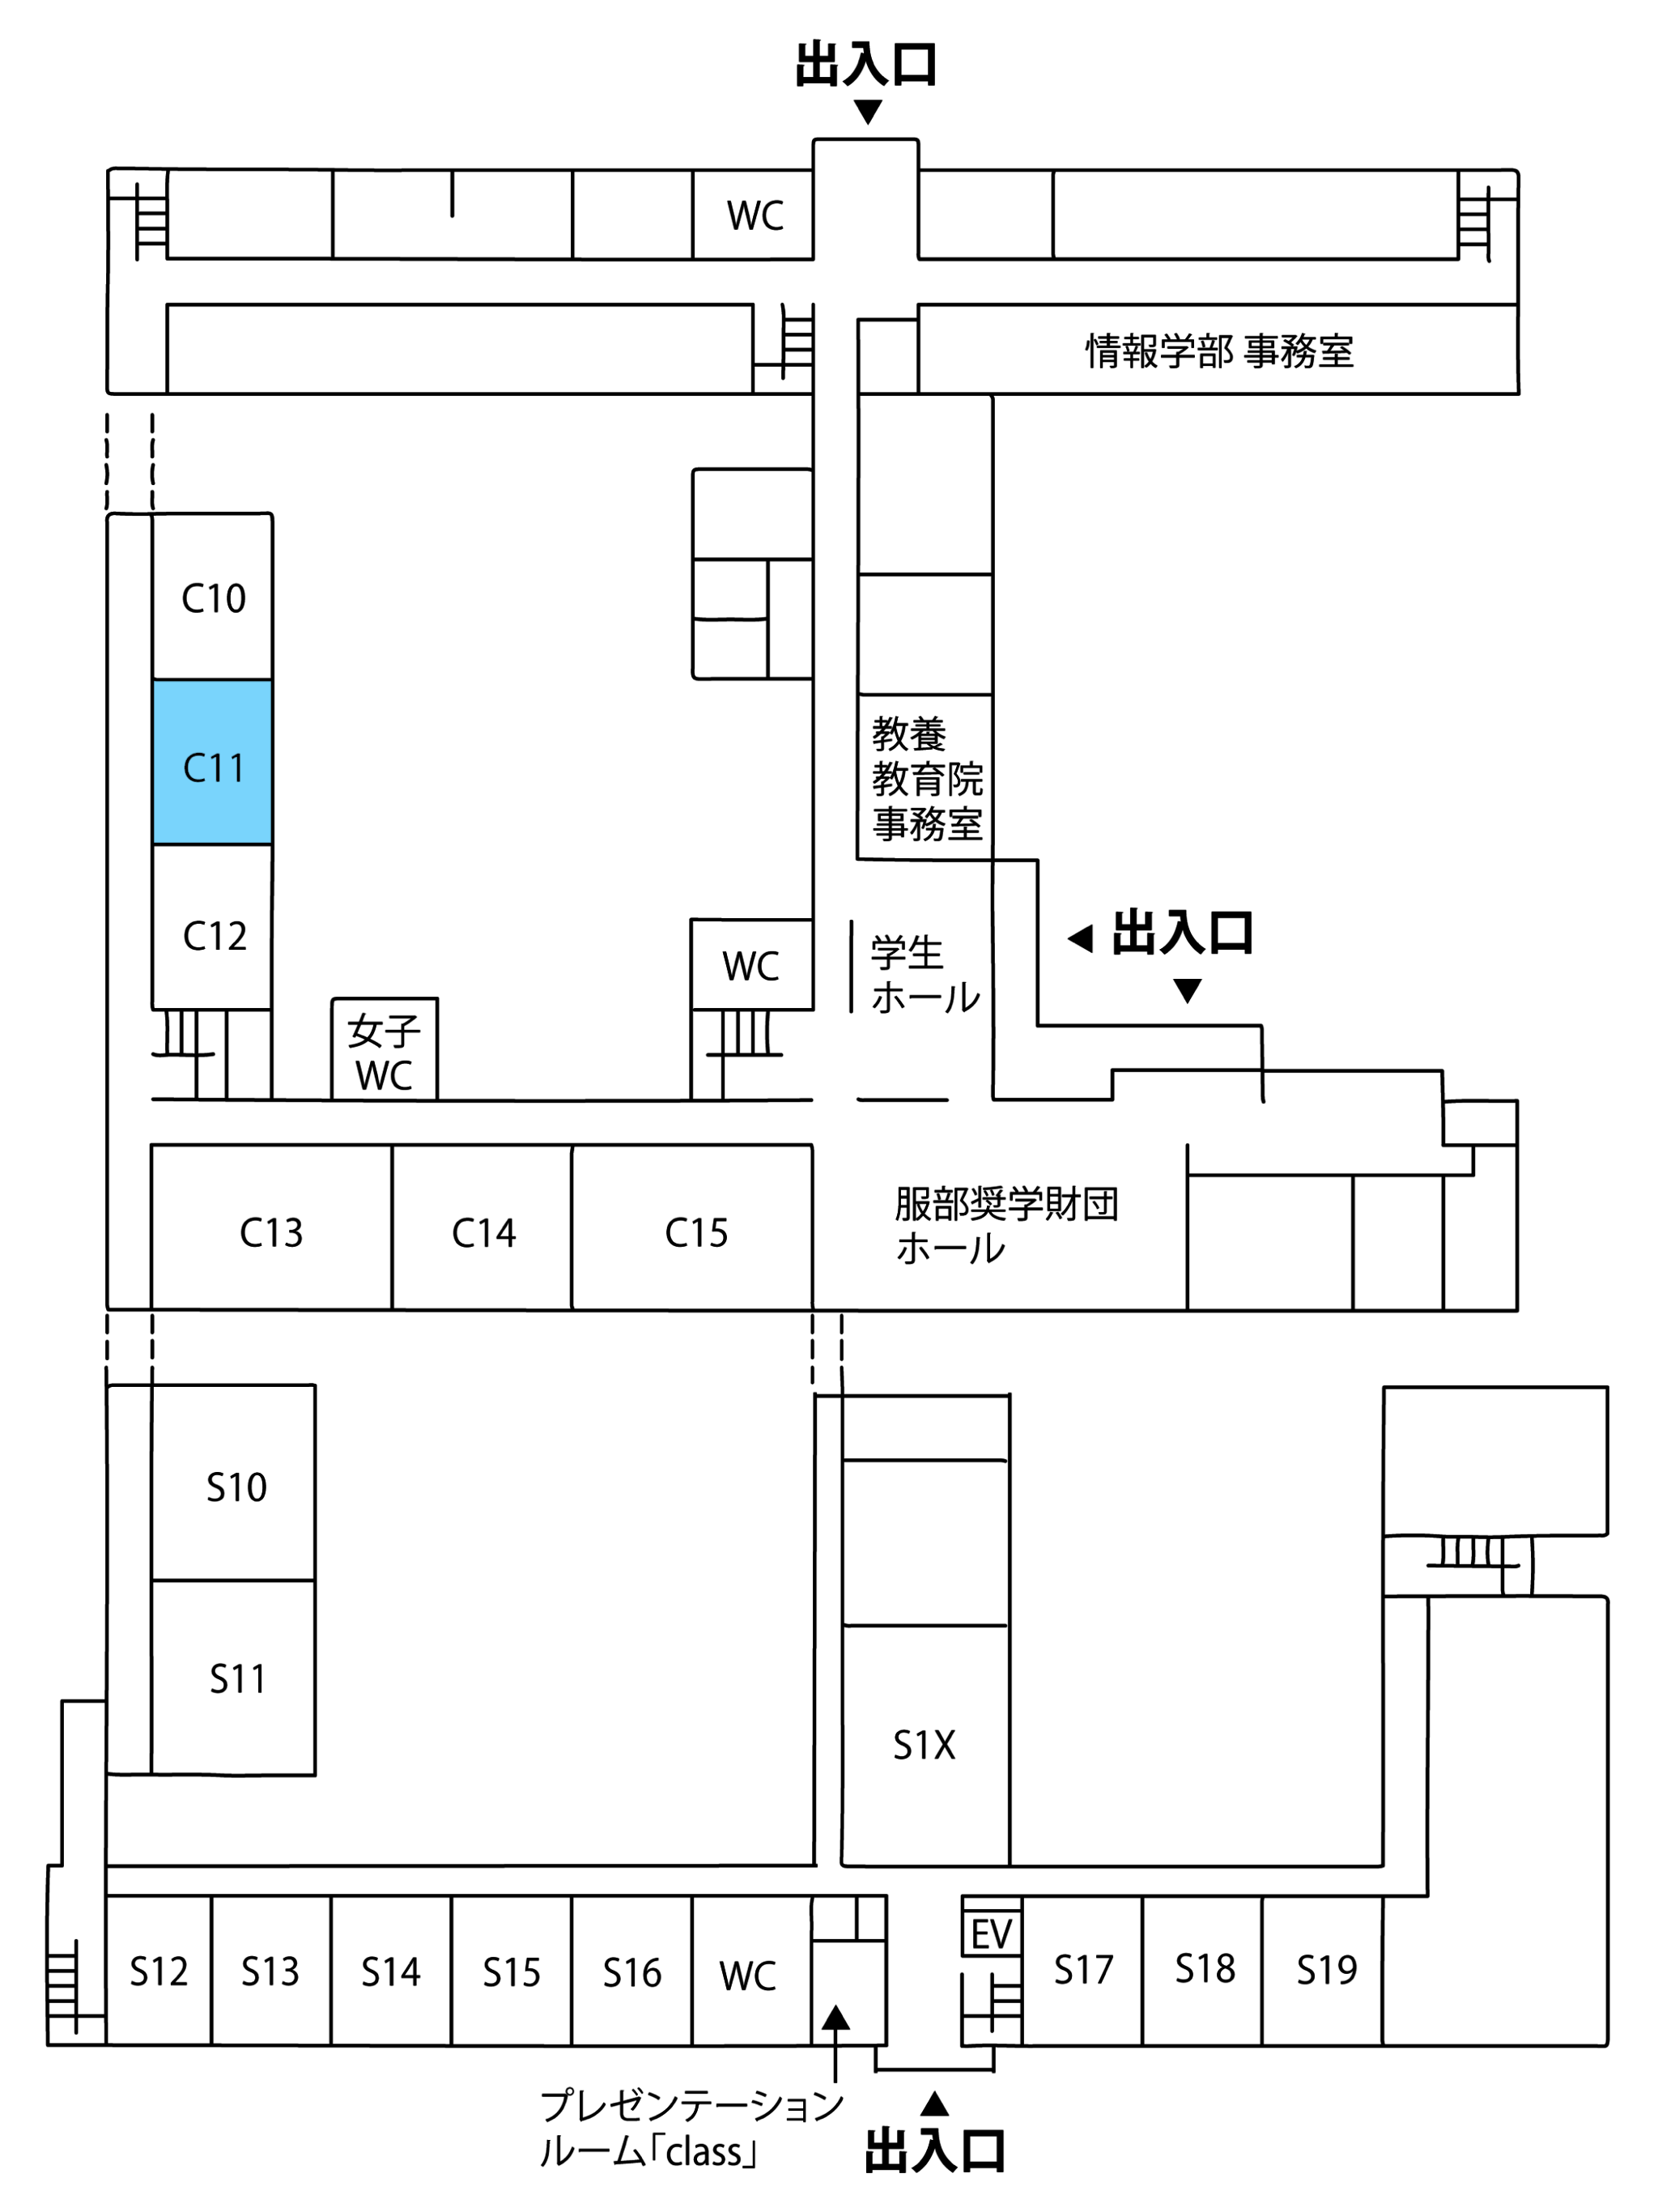 出入口
WC
情報学部 事務室
C10
C11
教養
教育院
事務室
C12
WC
学生
ホール
出入口
女子
WC
C13
C14
C15
服部奨学財団
ホール
S10
S11
S1X
EV
S12
S13
S14
S15
S16
WC
S17
S18
S19
プレゼンテーション
ルーム「class」
出入口